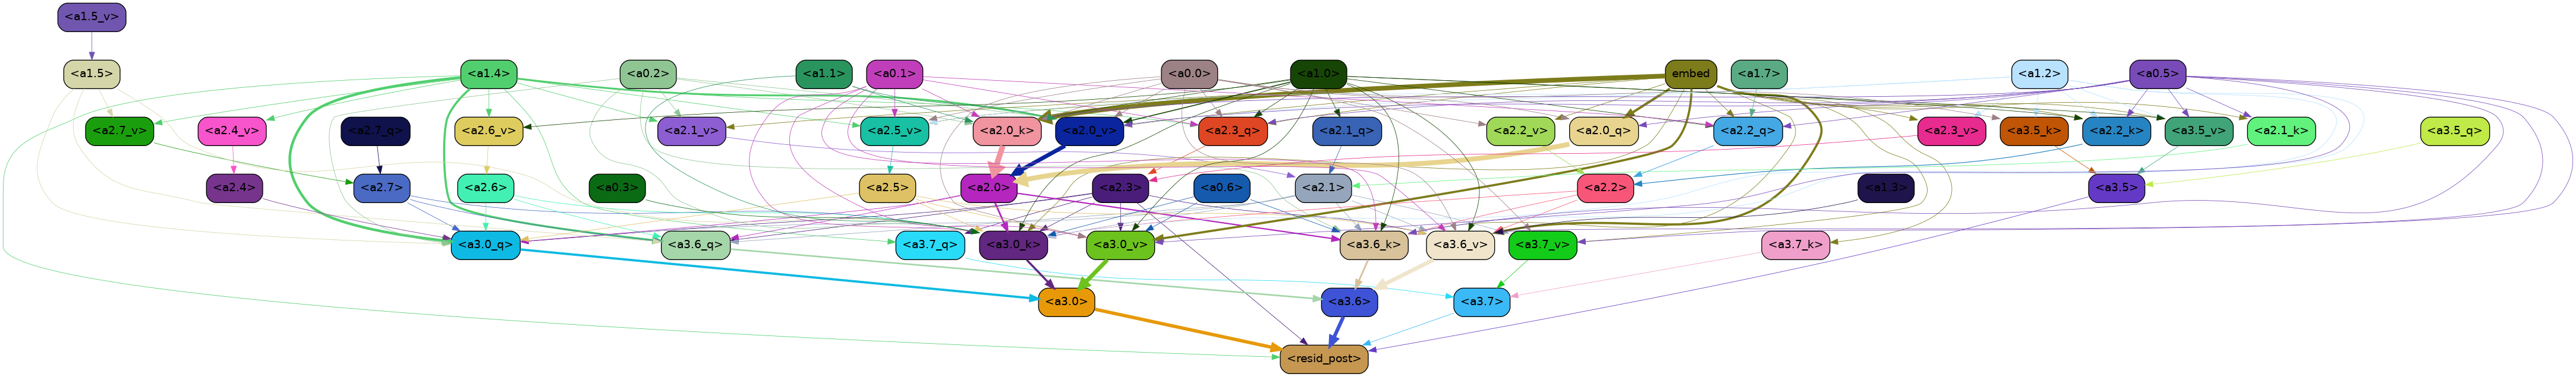 <a1.5_v>
<a1.5> <a1.4> <a0.2> <a1.1> <a0.1> <a0.0> <a1.0> embed <a1.7> <a1.2> <a0.5>
<a2.7_v> <a2.4_v> <a2.7_q> <a2.6_v> <a2.1_v> <a2.5_v> <a2.0_k> <a2.0_v> <a2.3_q> <a2.1_q> <a2.2_v> <a2.0_q> <a2.2_q> <a2.3_v> <a3.5_k> <a2.2_k> <a3.5_v> <a2.1_k> <a3.5_q>
<a2.4> <a2.7> <a2.6> <a0.3> <a2.5> <a2.0> <a2.3> <a0.6> <a2.1> <a2.2> <a1.3> <a3.5>
<a3.0_q> <a3.6_q> <a3.7_q> <a3.0_k> <a3.0_v> <a3.6_k> <a3.6_v> <a3.7_v> <a3.7_k>
<a3.0> <a3.6> <a3.7>
<resid_post>